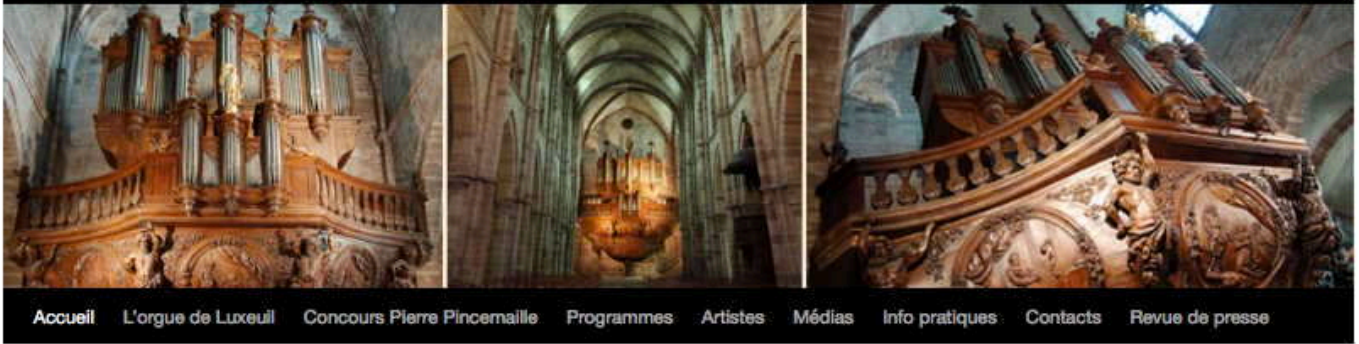 Accueil L'orgue de Luxeuil Concours Pierre Pincemaille Programmes Artistes Médias Info pratiques Contacts Revue de presse